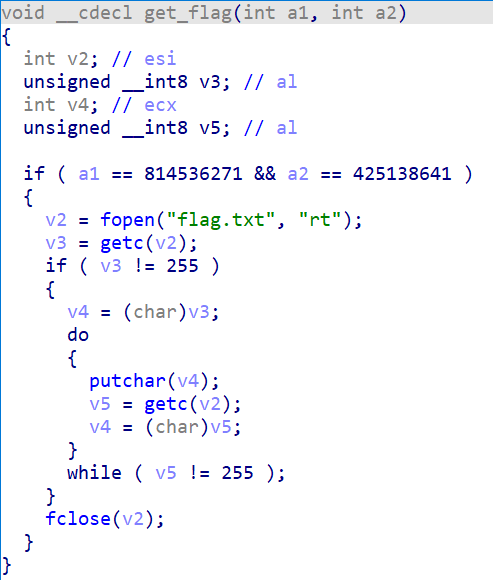 void __cdecl get_flag(int a1, int a2)
{
  int v2; // esi
  unsigned __int8 v3; // al
  int v4; // ecx
  unsigned __int8 v5; // al

  if ( a1 == 814536271 && a2 == 425138641 )
  {
    v2 = fopen("flag.txt", "rt");
    v3 = getc(v2);
    if ( v3 != 255 )
    {
      v4 = (char)v3;
      do
      {
        putchar(v4);
        v5 = getc(v2);
        v4 = (char)v5;
      }
      while ( v5 != 255 );
    }
    fclose(v2);
  }
}